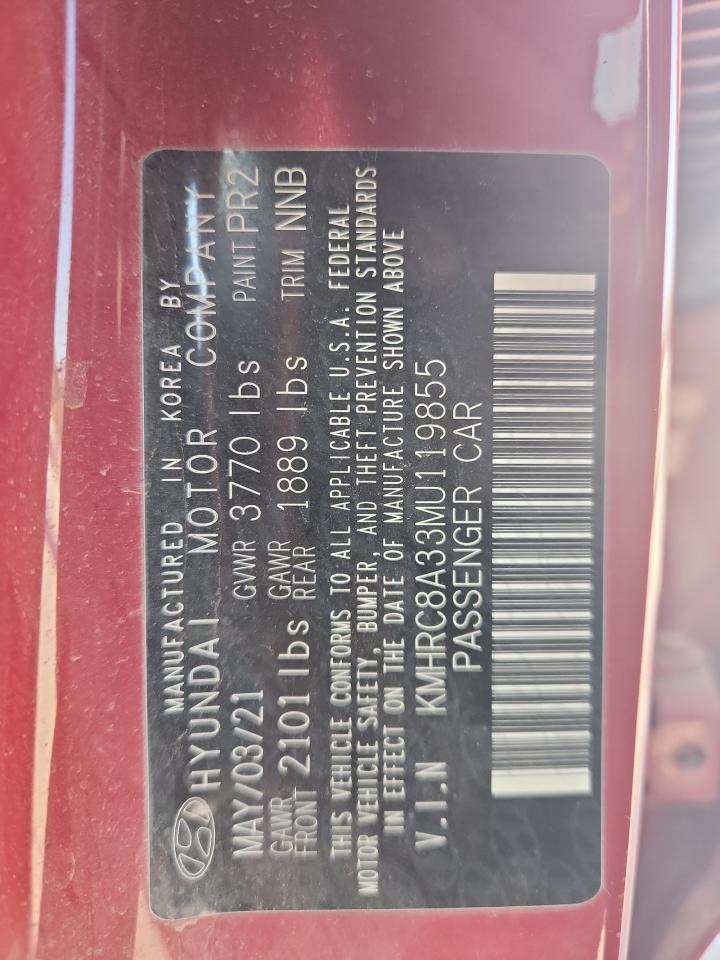 MANUFACTURED IN KOREA BY
HYUNDAI MOTOR COMPANY
MAY/03/21 GVWR 3770 lbs PAINT PR2
GAWR FRONT 2101 lbs GAWR REAR 1889 lbs TRIM NNB
THIS VEHICLE CONFORMS TO ALL APPLICABLE U.S.A. FEDERAL
MOTOR VEHICLE SAFETY, BUMPER, AND THEFT PREVENTION STANDARDS
IN EFFECT ON THE DATE OF MANUFACTURE SHOWN ABOVE
V.I.N KMHRC8A33MU119855
PASSENGER CAR